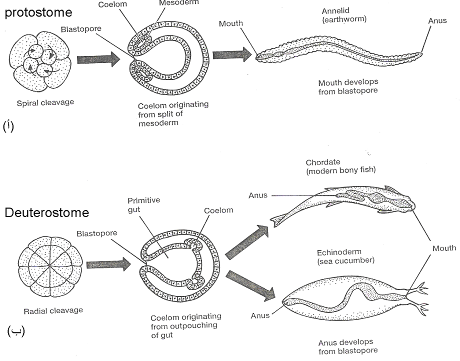 protostome
Coelom
Mesoderm
Blastopore
Spiral cleavage
Coelom originating
from split of
mesoderm
Annelid
(earthworm)
Mouth
Anus
Mouth develops
from blastopore
(أ)
Deuterostome
Primitive
gut
Coelom
Blastopore
Radial cleavage
Coelom originating
from outpouching
of gut
Chordate
(modern bony fish)
Anus
Mouth
Echinoderm
(sea cucumber)
Anus
Anus develops
from blastopore
(ب)